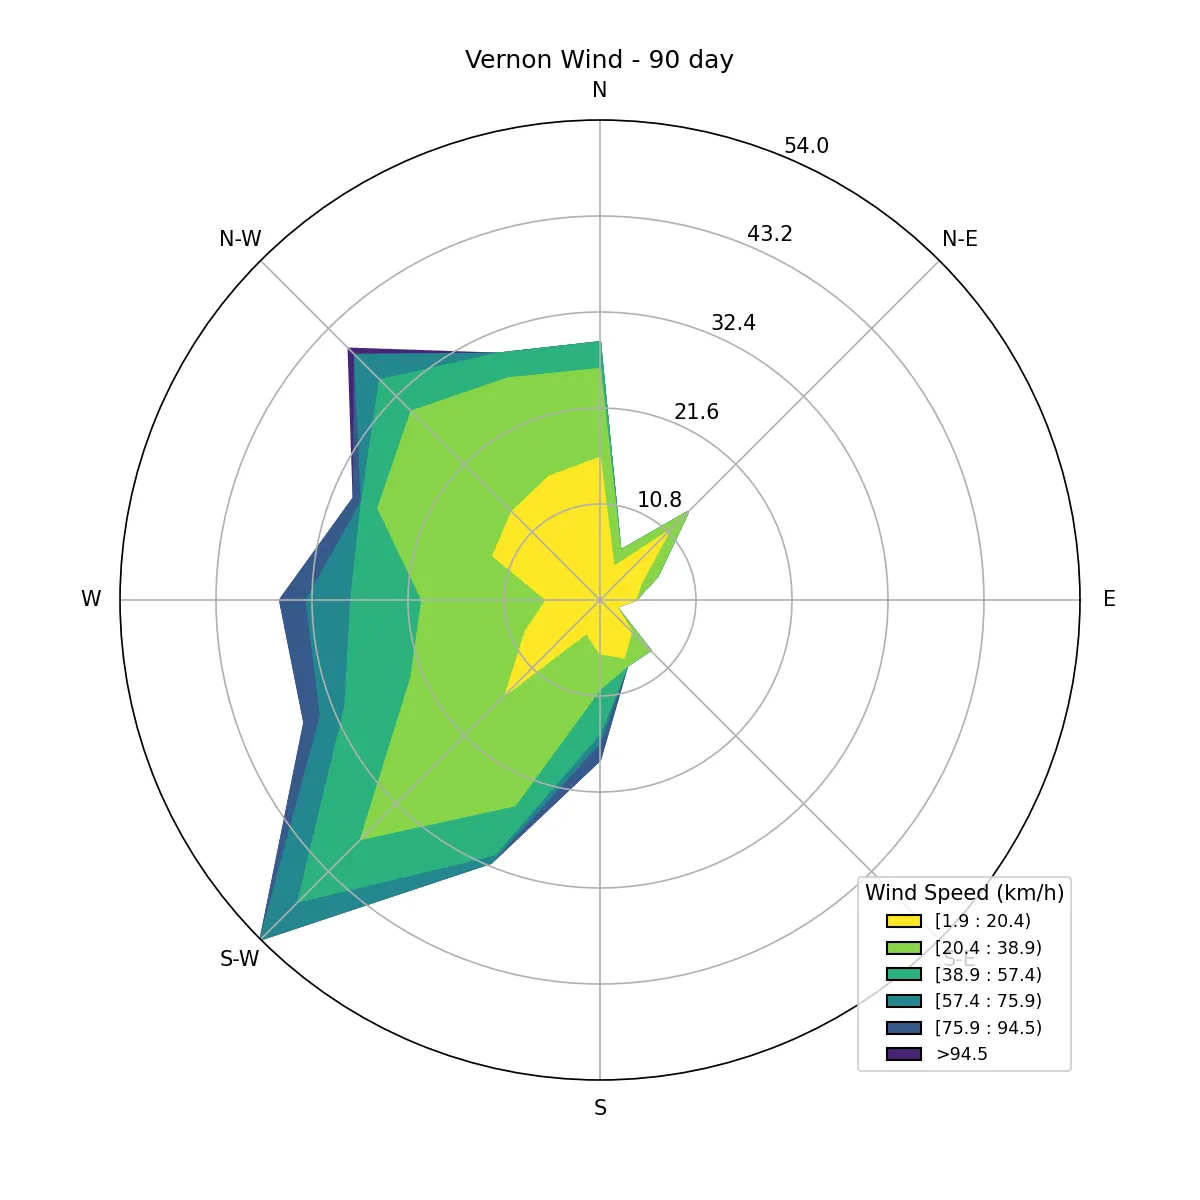 Vernon Wind - 90 day
N
54.0
43.2
N-W
N-E
32.4
21.6
10.8
W
E
S-W
S-E
Wind Speed (km/h)
[1.9 : 20.4)
[20.4 : 38.9)
[38.9 : 57.4)
[57.4 : 75.9)
[75.9 : 94.5)
>94.5
S